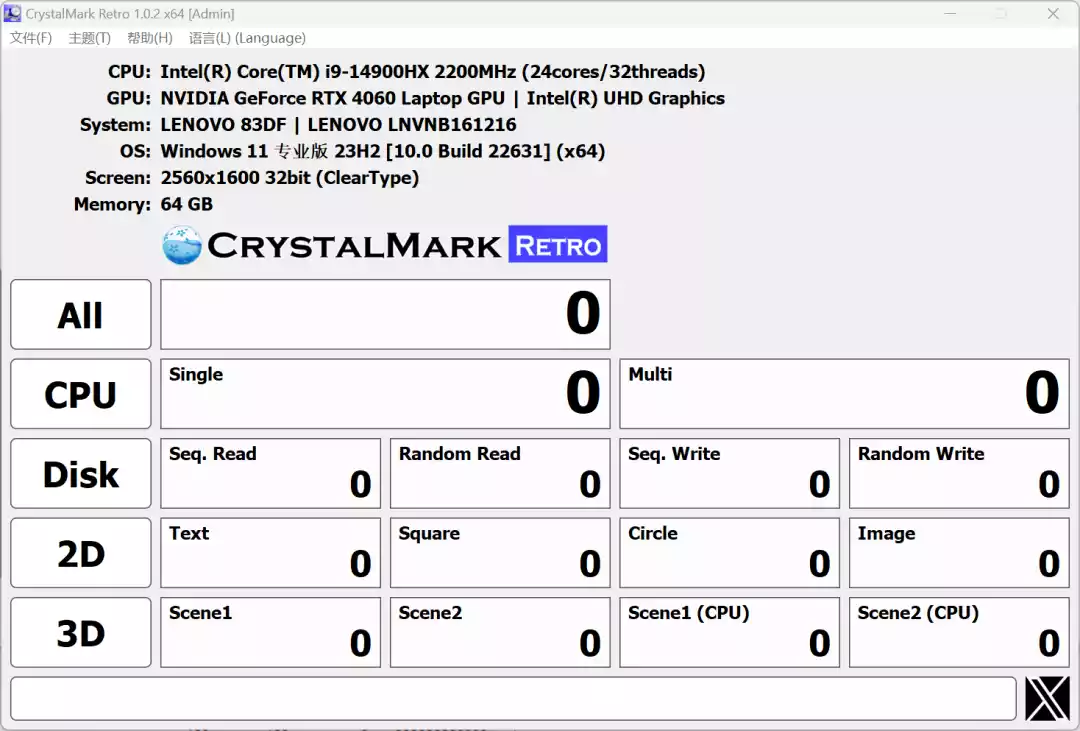 CrystalMark Retro 1.0.2 x64 [Admin]
文件(F) 主题(T) 帮助(H) 语言(L) (Language)
CPU: Intel(R) Core(TM) i9-14900HX 2200MHz (24cores/32threads)
GPU: NVIDIA GeForce RTX 4060 Laptop GPU | Intel(R) UHD Graphics
System: LENOVO 83DF | LENOVO LNVNB161216
OS: Windows 11 专业版 23H2 [10.0 Build 22631] (x64)
Screen: 2560x1600 32bit (ClearType)
Memory: 64 GB
CRYSTALMARK RETRO
All 0
CPU Single 0 Multi 0
Disk Seq. Read 0 Random Read 0 Seq. Write 0 Random Write 0
2D Text 0 Square 0 Circle 0 Image 0
3D Scene1 0 Scene2 0 Scene1 (CPU) 0 Scene2 (CPU) 0
X